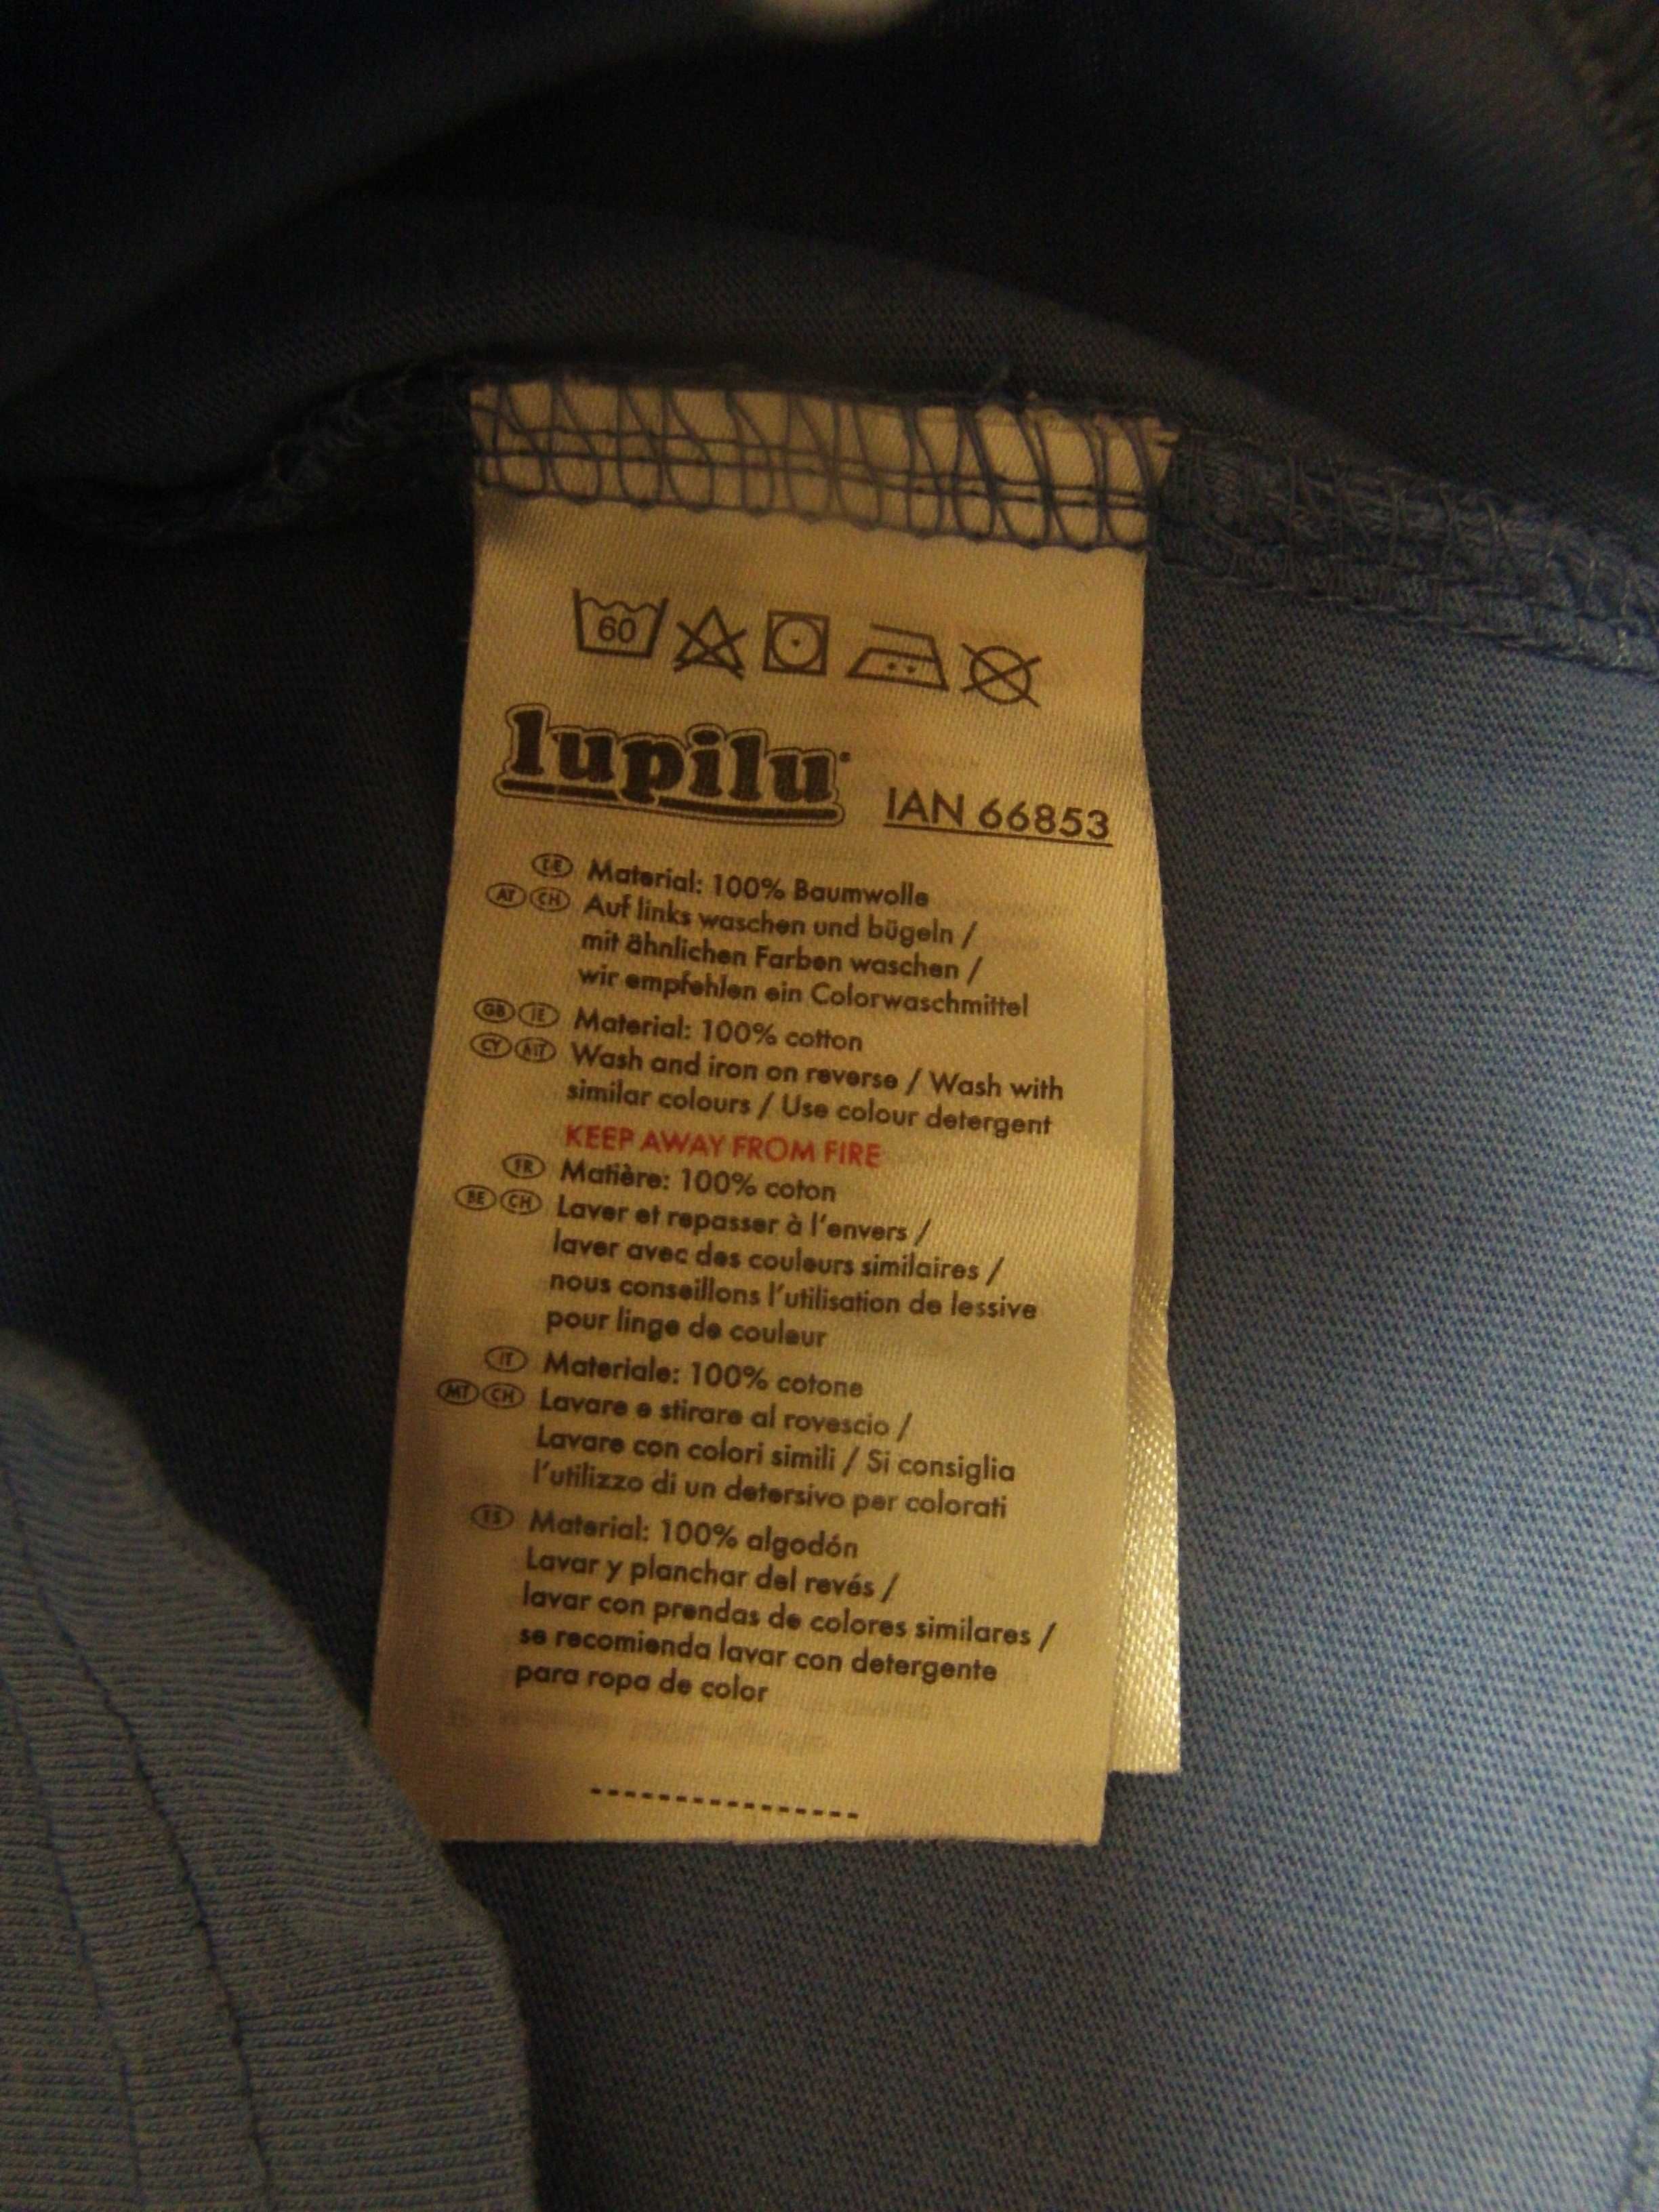 60
lupilu
IAN 66853
DE Material: 100% Baumwolle
AT CH Auf links waschen und bügeln /
mit ähnlichen Farben waschen /
wir empfehlen ein Colorwaschmittel
GB IE Material: 100% cotton
CY MT Wash and iron on reverse / Wash with
similar colours / Use colour detergent
KEEP AWAY FROM FIRE
FR Matière: 100% coton
BE CH Laver et repasser à l'envers /
laver avec des couleurs similaires /
nous conseillons l'utilisation de lessive
pour linge de couleur
IT Materiale: 100% cotone
MT CH Lavare e stirare al rovescio /
Lavare con colori simili / Si consiglia
l'utilizzo di un detersivo per colorati
ES Material: 100% algodón
Lavar y planchar del revés /
lavar con prendas de colores similares /
se recomienda lavar con detergente
para ropa de color